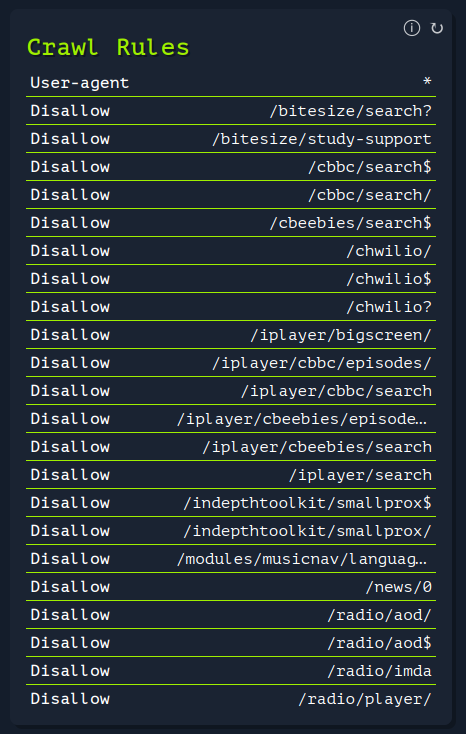 Crawl Rules
User-agent *
Disallow /bitesize/search?
Disallow /bitesize/study-support
Disallow /cbbc/search$
Disallow /cbbc/search/
Disallow /cbeebies/search$
Disallow /chwilio/
Disallow /chwilio$
Disallow /chwilio?
Disallow /iplayer/bigscreen/
Disallow /iplayer/cbbc/episodes/
Disallow /iplayer/cbbc/search
Disallow /iplayer/cbeebies/episode…
Disallow /iplayer/cbeebies/search
Disallow /iplayer/search
Disallow /indepthtoolkit/smallprox$
Disallow /indepthtoolkit/smallprox/
Disallow /modules/musicnav/languag…
Disallow /news/0
Disallow /radio/aod/
Disallow /radio/aod$
Disallow /radio/imda
Disallow /radio/player/